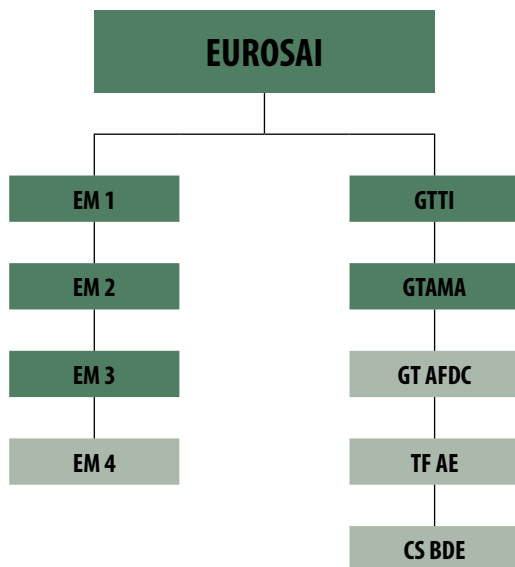 EUROSAI
EM 1
EM 2
EM 3
EM 4
GTTI
GTAMA
GT AFDC
TF AE
CS BDE